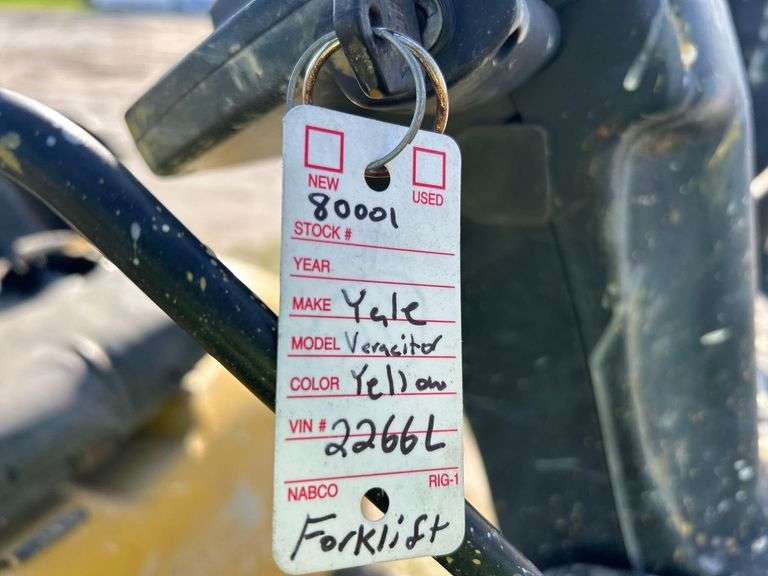 NEW USED
80001
STOCK #
YEAR
MAKE Yale
MODEL Veracitor
COLOR Yellow
VIN # 2266L
NABCO RIG-1
Forklift